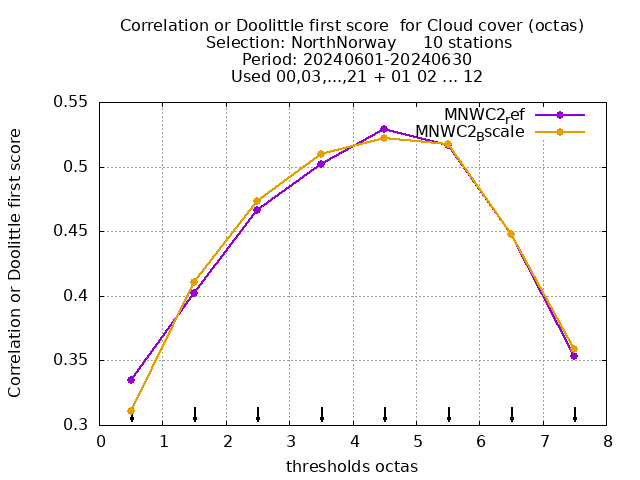 Correlation or Doolittle first score  for Cloud cover (octas)
Selection: NorthNorway     10 stations
Period: 20240601-20240630
Used 00,03,...,21 + 01 02 ... 12
Correlation or Doolittle first score
0.55
0.5
0.45
0.4
0.35
0.3
MNWC2ref
MNWC2Bscale
0 1 2 3 4 5 6 7 8
thresholds octas